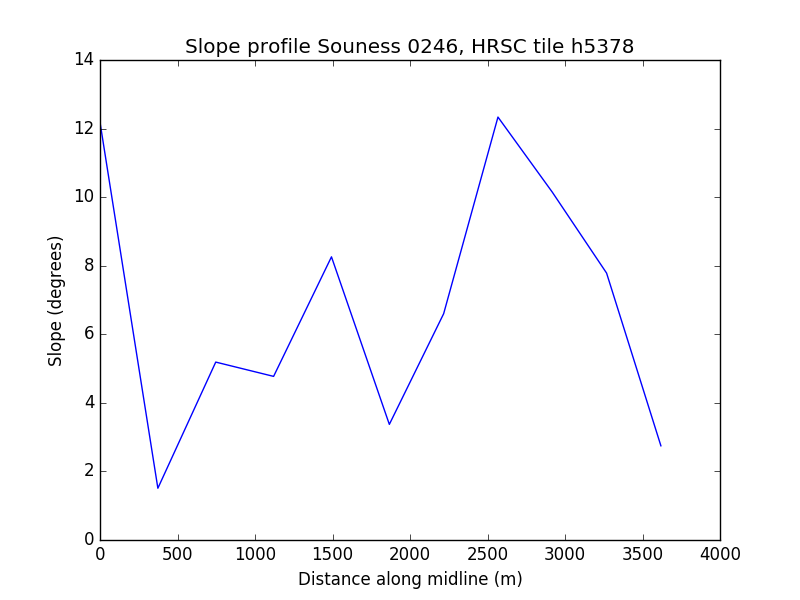 Slope profile Souness 0246, HRSC tile h5378
14
12
10
8
6
4
2
0
Slope (degrees)
0 500 1000 1500 2000 2500 3000 3500 4000
Distance along midline (m)